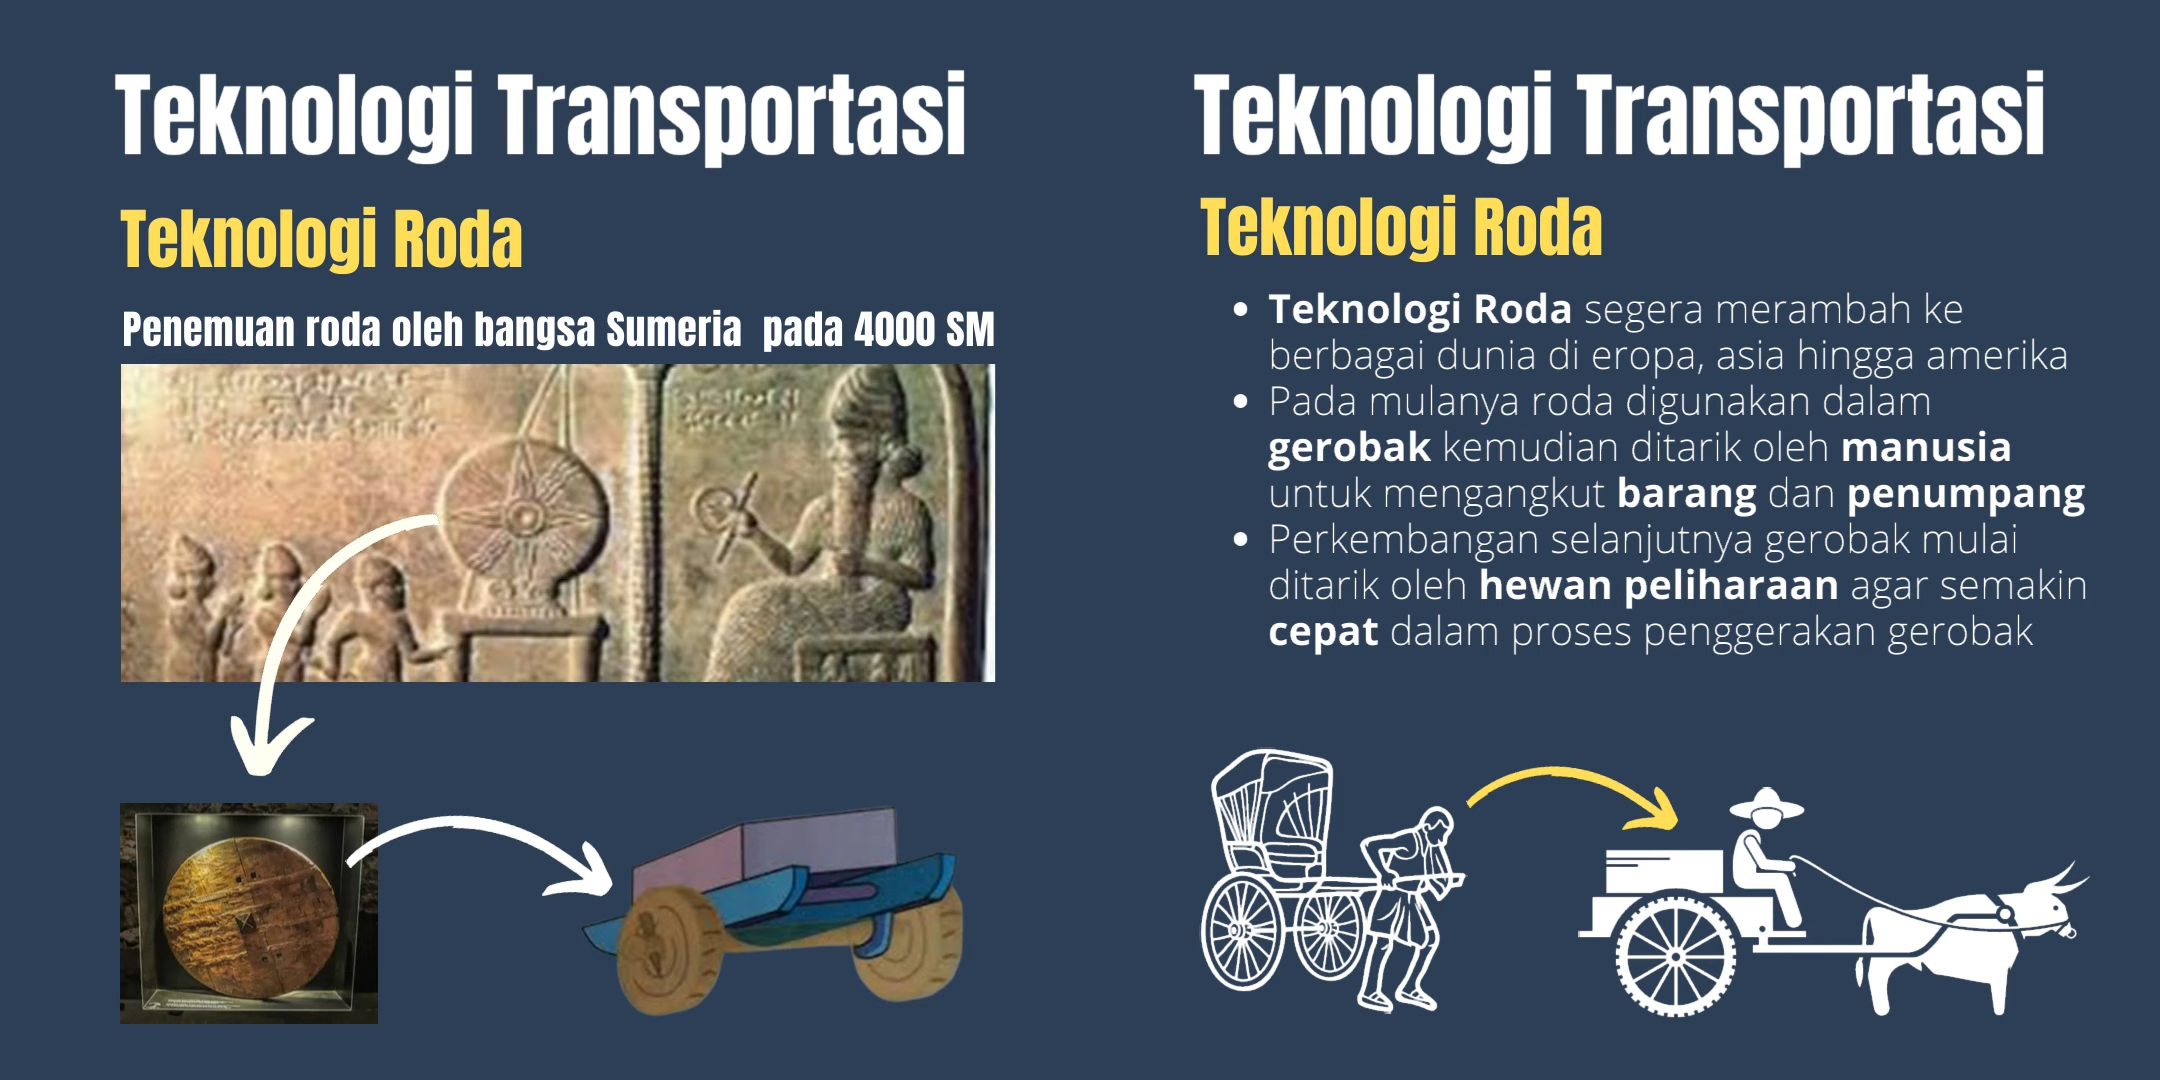 Teknologi Transportasi
Teknologi Roda
Penemuan roda oleh bangsa Sumeria pada 4000 SM
Teknologi Transportasi
Teknologi Roda
• Teknologi Roda segera merambah ke
berbagai dunia di eropa, asia hingga amerika
• Pada mulanya roda digunakan dalam
gerobak kemudian ditarik oleh manusia
untuk mengangkut barang dan penumpang
• Perkembangan selanjutnya gerobak mulai
ditarik oleh hewan peliharaan agar semakin
cepat dalam proses penggerakan gerobak